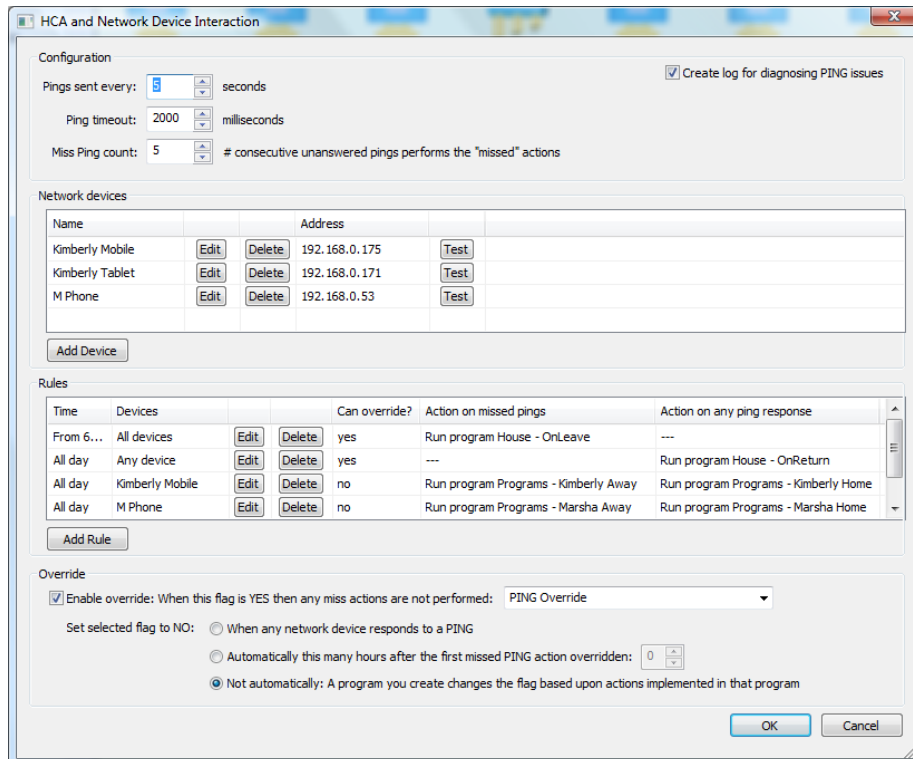 HCA and Network Device Interaction
Configuration
Pings sent every: 5 seconds
Create log for diagnosing PING issues
Ping timeout: 2000 milliseconds
Miss Ping count: 5 # consecutive unanswered pings performs the "missed" actions
Network devices
Name Address
Kimberly Mobile Edit Delete 192.168.0.175 Test
Kimberly Tablet Edit Delete 192.168.0.171 Test
M Phone Edit Delete 192.168.0.53 Test
Add Device
Rules
Time Devices Can override? Action on missed pings Action on any ping response
From 6... All devices Edit Delete yes Run program House - OnLeave ---
All day Any device Edit Delete yes --- Run program House - OnReturn
All day Kimberly Mobile Edit Delete no Run program Programs - Kimberly Away Run program Programs - Kimberly Home
All day M Phone Edit Delete no Run program Programs - Marsha Away Run program Programs - Marsha Home
Add Rule
Override
Enable override: When this flag is YES then any miss actions are not performed: PING Override
Set selected flag to NO: When any network device responds to a PING
Automatically this many hours after the first missed PING action overridden: 0
Not automatically: A program you create changes the flag based upon actions implemented in that program
OK Cancel